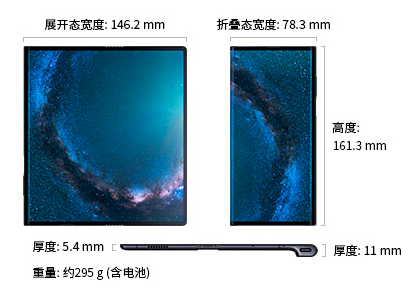 展开态宽度: 146.2 mm
折叠态宽度: 78.3 mm
高度:
161.3 mm
厚度: 5.4 mm
厚度: 11 mm
重量: 约295 g (含电池)